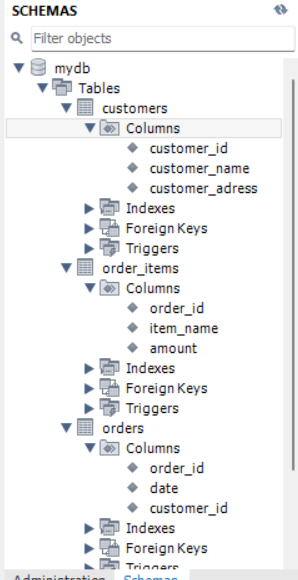 SCHEMAS
Filter objects
mydb
Tables
customers
Columns
customer_id
customer_name
customer_adress
Indexes
Foreign Keys
Triggers
order_items
Columns
order_id
item_name
amount
Indexes
Foreign Keys
Triggers
orders
Columns
order_id
date
customer_id
Indexes
Foreign Keys
Triggers
Administration Schemas